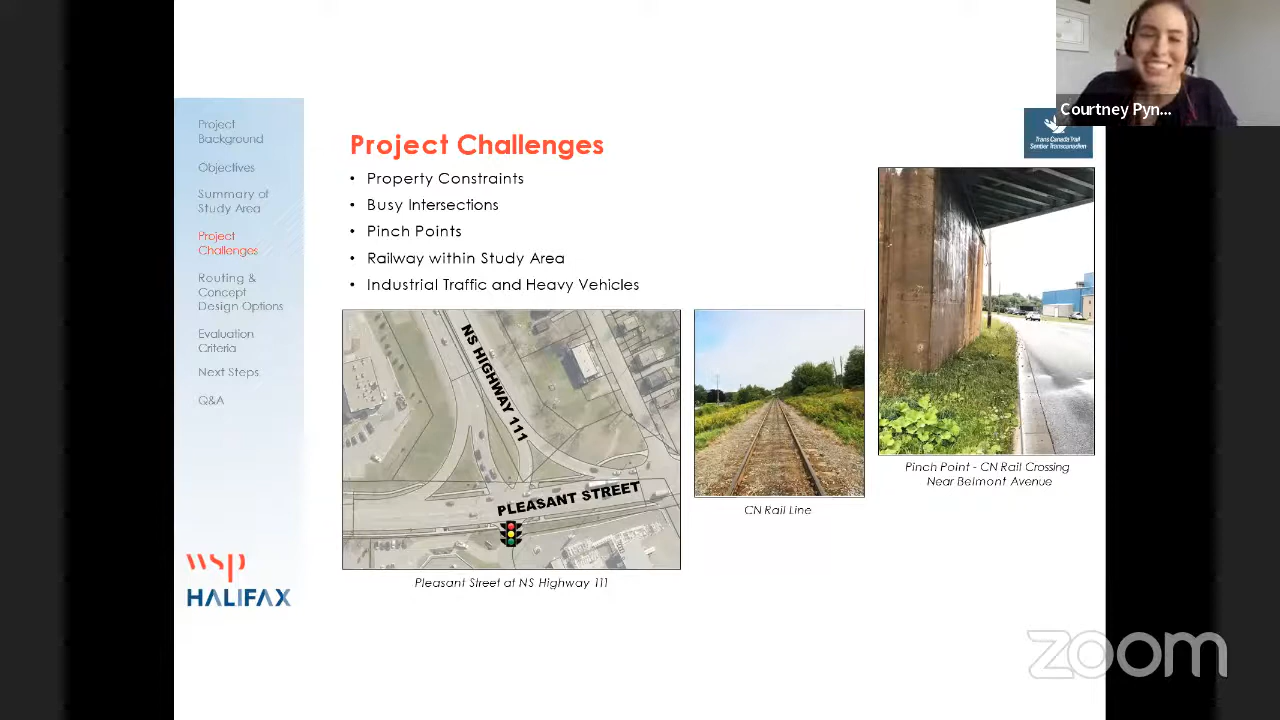 Courtney Pyn...
Trans Canada Trail
Sentier Transcanadien
Project
Background
Objectives
Summary of
Study Area
Project
Challenges
Routing &
Concept
Design Options
Evaluation
Criteria
Next Steps
Q&A
wsp
HALIFAX
Project Challenges
• Property Constraints
• Busy Intersections
• Pinch Points
• Railway within Study Area
• Industrial Traffic and Heavy Vehicles
NS HIGHWAY 111
PLEASANT STREET
Pleasant Street at NS Highway 111
CN Rail Line
Pinch Point - CN Rail Crossing
Near Belmont Avenue
zoom